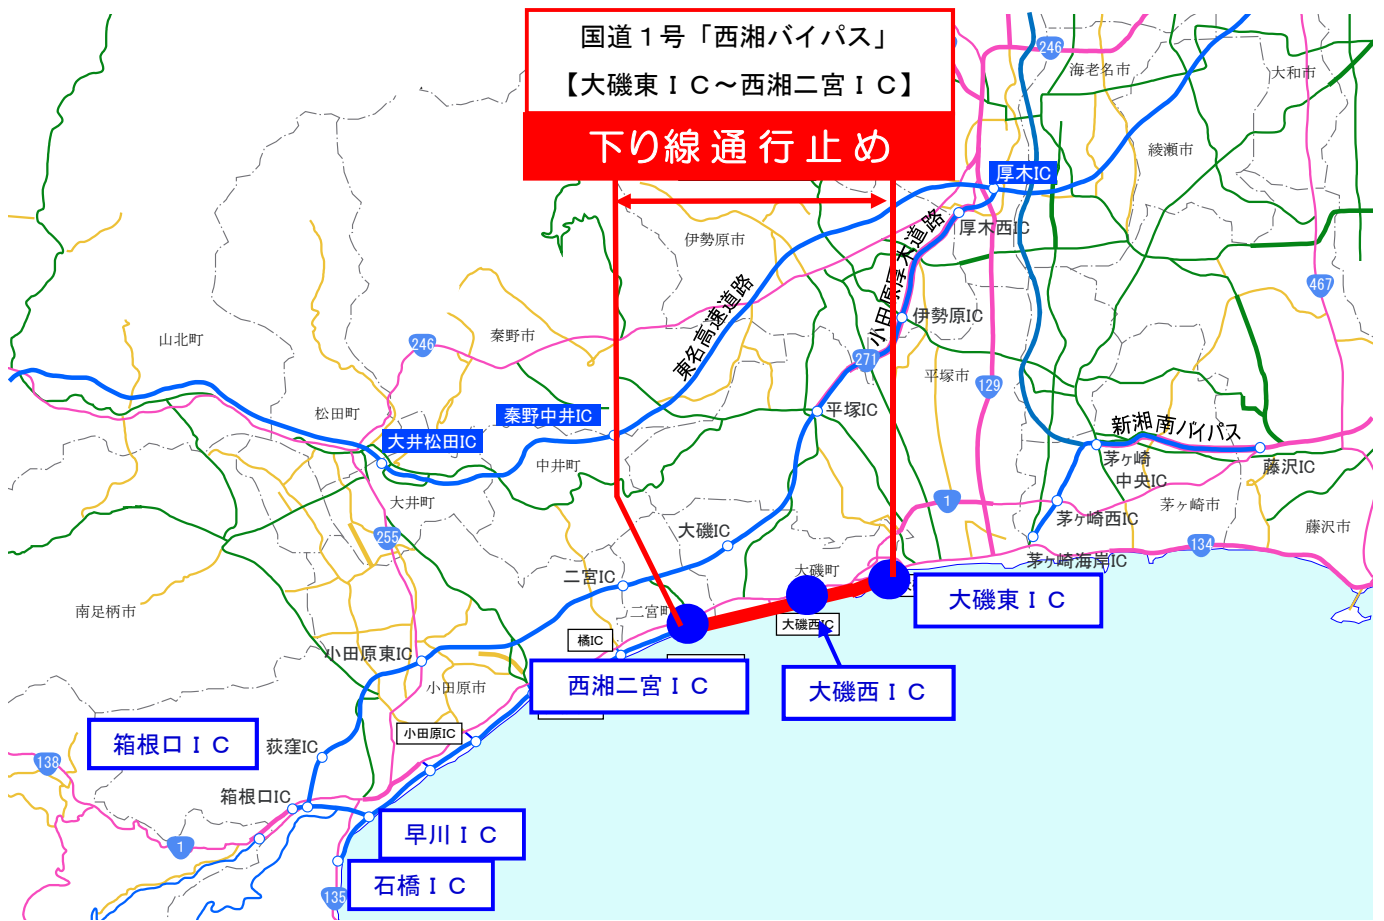 国道１号「西湘バイパス」
【大磯東ＩＣ～西湘二宮ＩＣ】
下り線通行止め
246
海老名市
大和市
綾瀬市
厚木IC
厚木西IC
伊勢原市
小田原厚木道路
東名高速道路
467
伊勢原IC
山北町
246
秦野市
271
平塚市
129
松田町
秦野中井IC
平塚IC
新湘南バイパス
大井松田IC
中井町
茅ヶ崎
中央IC
藤沢IC
大井町
1
茅ヶ崎西IC
茅ヶ崎市
藤沢市
255
大磯IC
134
茅ヶ崎海岸IC
大磯町
二宮IC
大磯東ＩＣ
南足柄市
二宮町
大磯西IC
橘IC
小田原東IC
西湘二宮ＩＣ
大磯西ＩＣ
小田原市
小田原IC
箱根口ＩＣ
荻窪IC
138
箱根口IC
早川ＩＣ
1
石橋ＩＣ
135